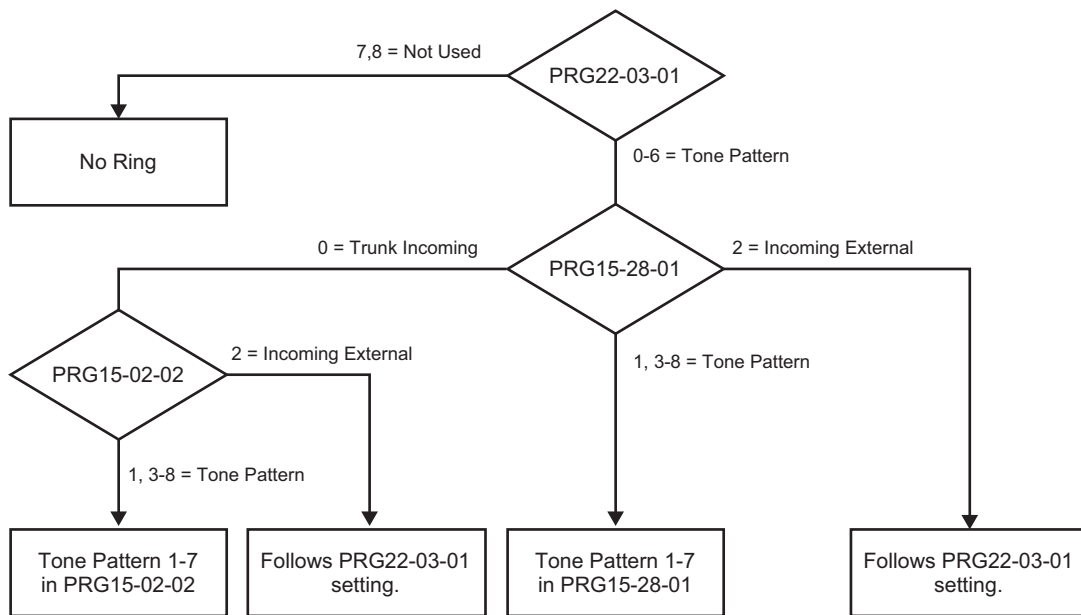 7,8 = Not Used
PRG22-03-01
No Ring
0-6 = Tone Pattern
0 = Trunk Incoming
2 = Incoming External
PRG15-28-01
2 = Incoming External
1, 3-8 = Tone Pattern
PRG15-02-02
1, 3-8 = Tone Pattern
Tone Pattern 1-7
in PRG15-02-02
Follows PRG22-03-01
setting.
Tone Pattern 1-7
in PRG15-28-01
Follows PRG22-03-01
setting.